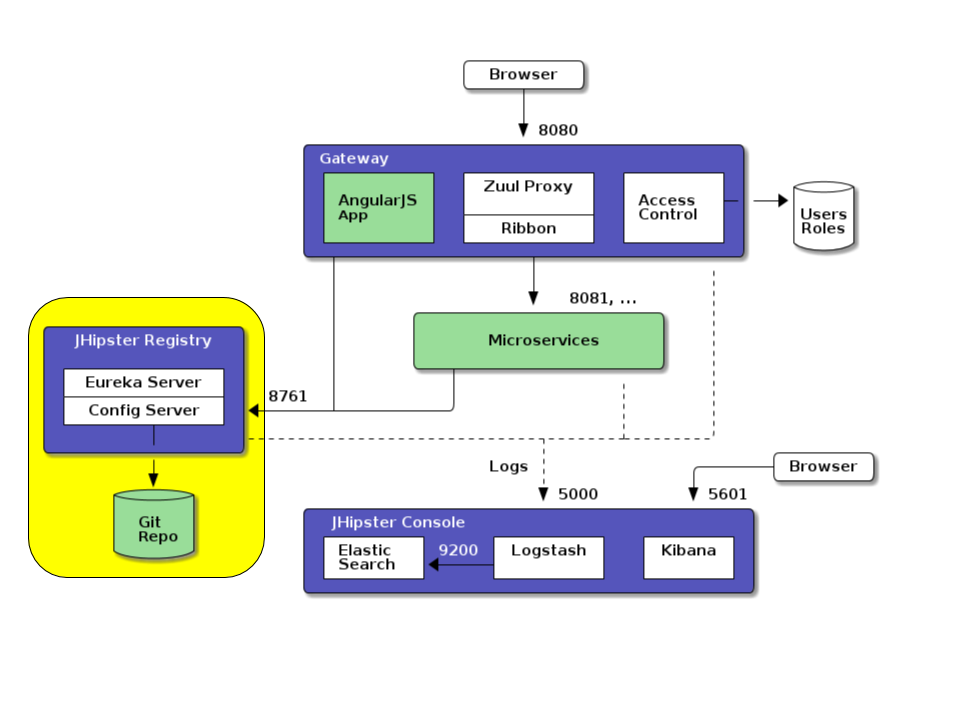 Browser
8080
Gateway
AngularJS
App
Zuul Proxy
Ribbon
Access
Control
Users
Roles
8081, ...
Microservices
JHipster Registry
Eureka Server
Config Server
8761
Git
Repo
Logs
5000
Browser
5601
JHipster Console
Elastic
Search
9200
Logstash
Kibana